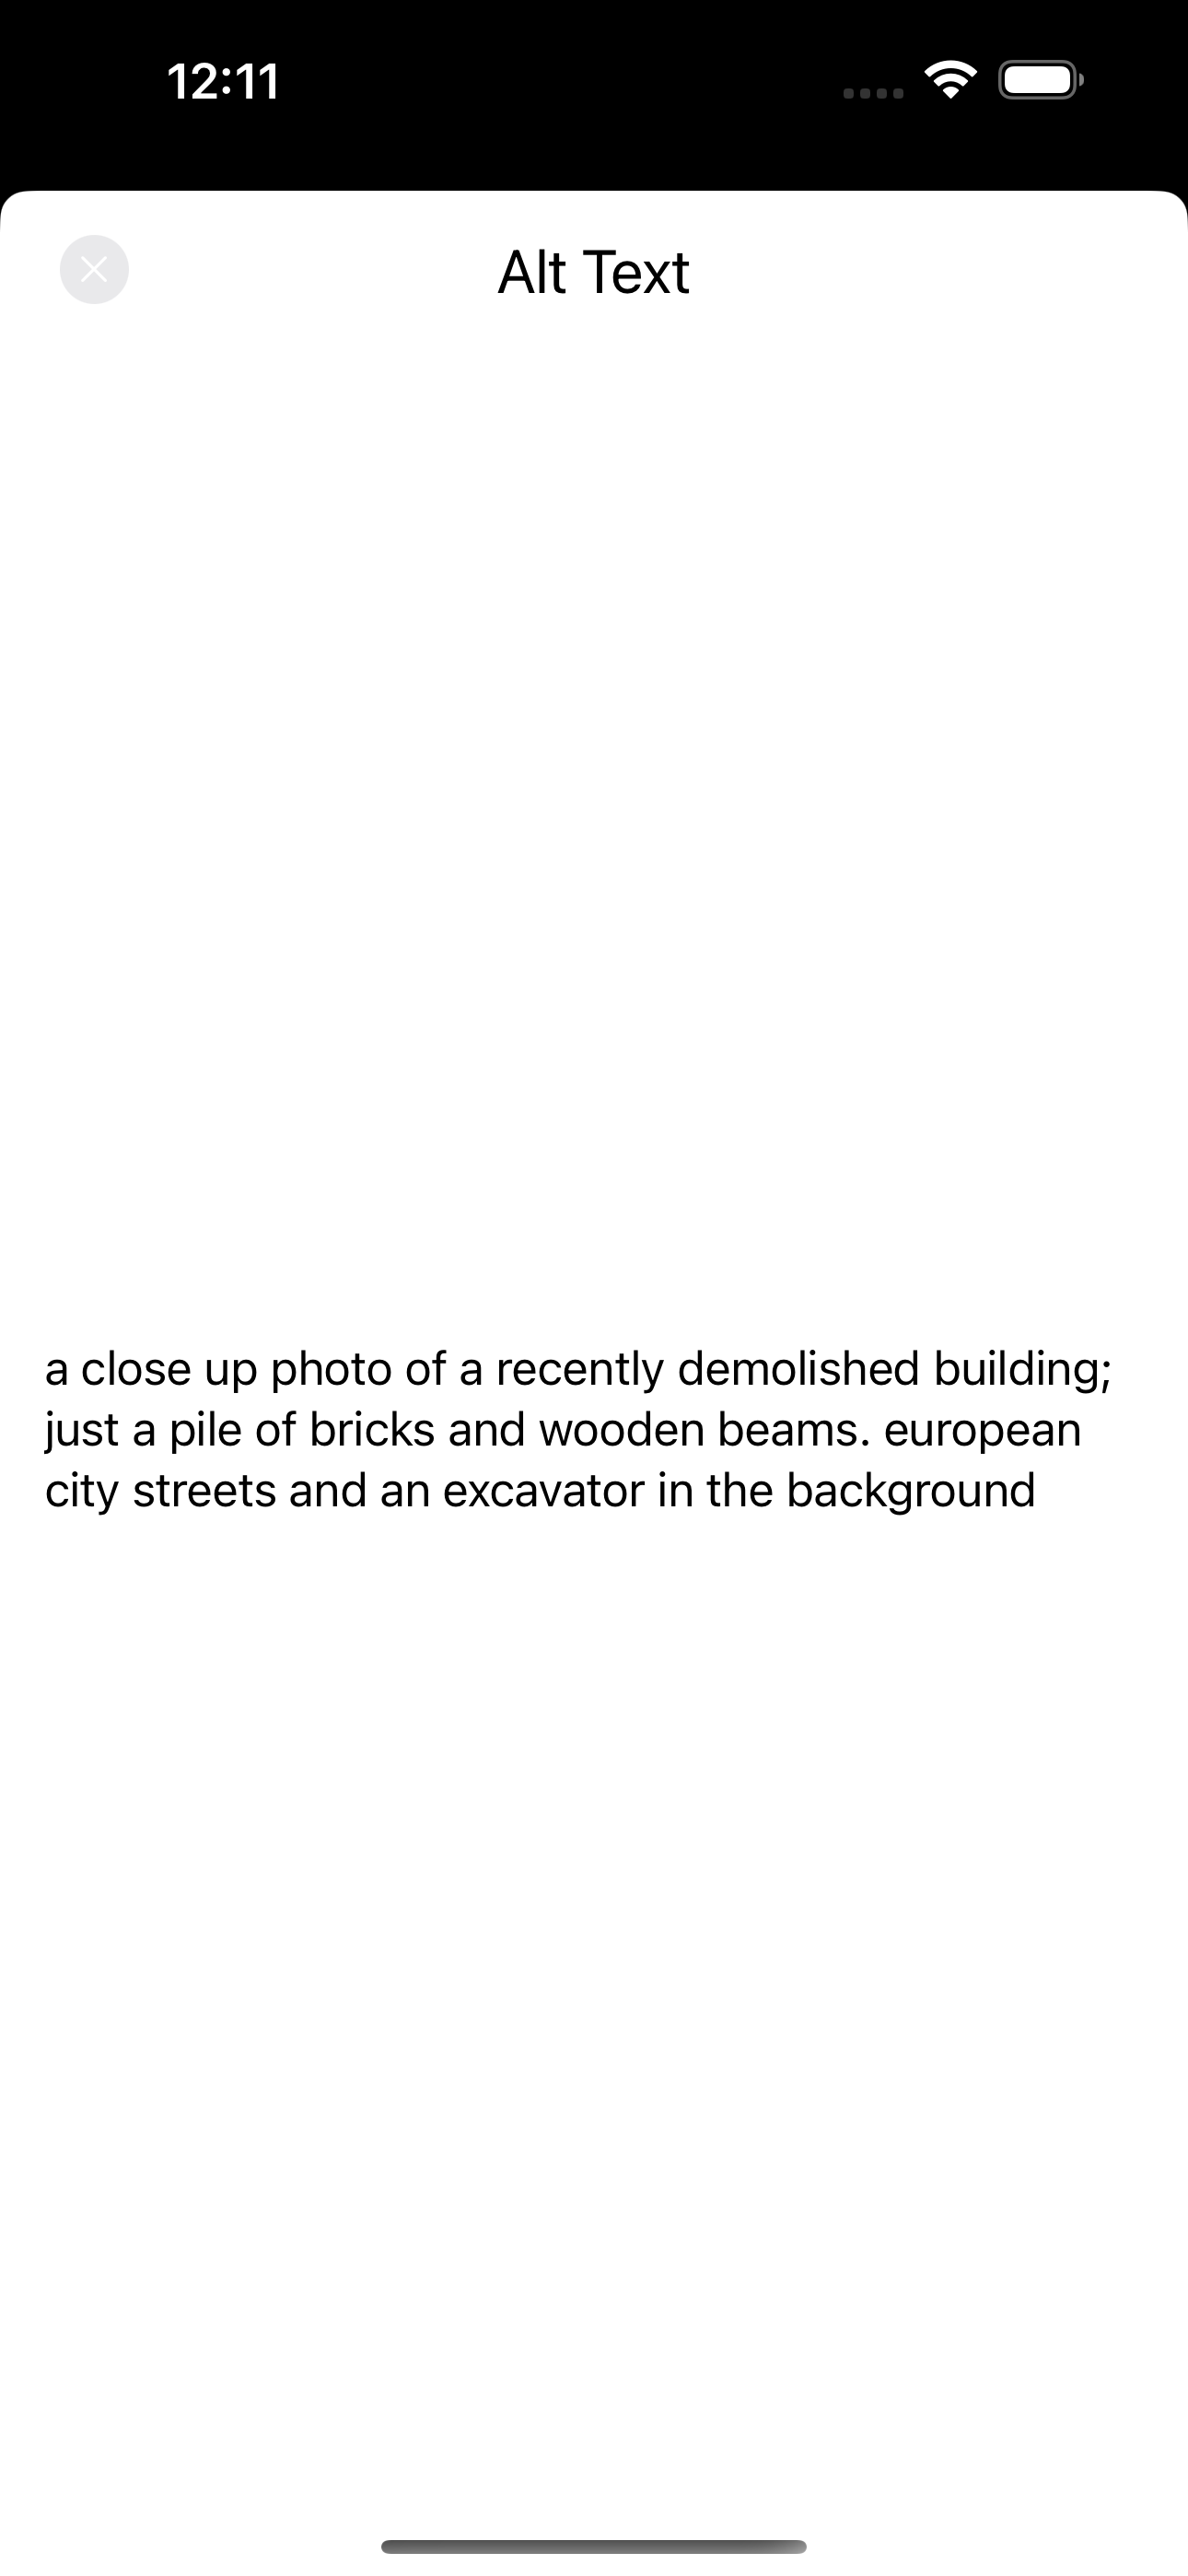 12:11
Alt Text
a close up photo of a recently demolished building;
just a pile of bricks and wooden beams. european
city streets and an excavator in the background